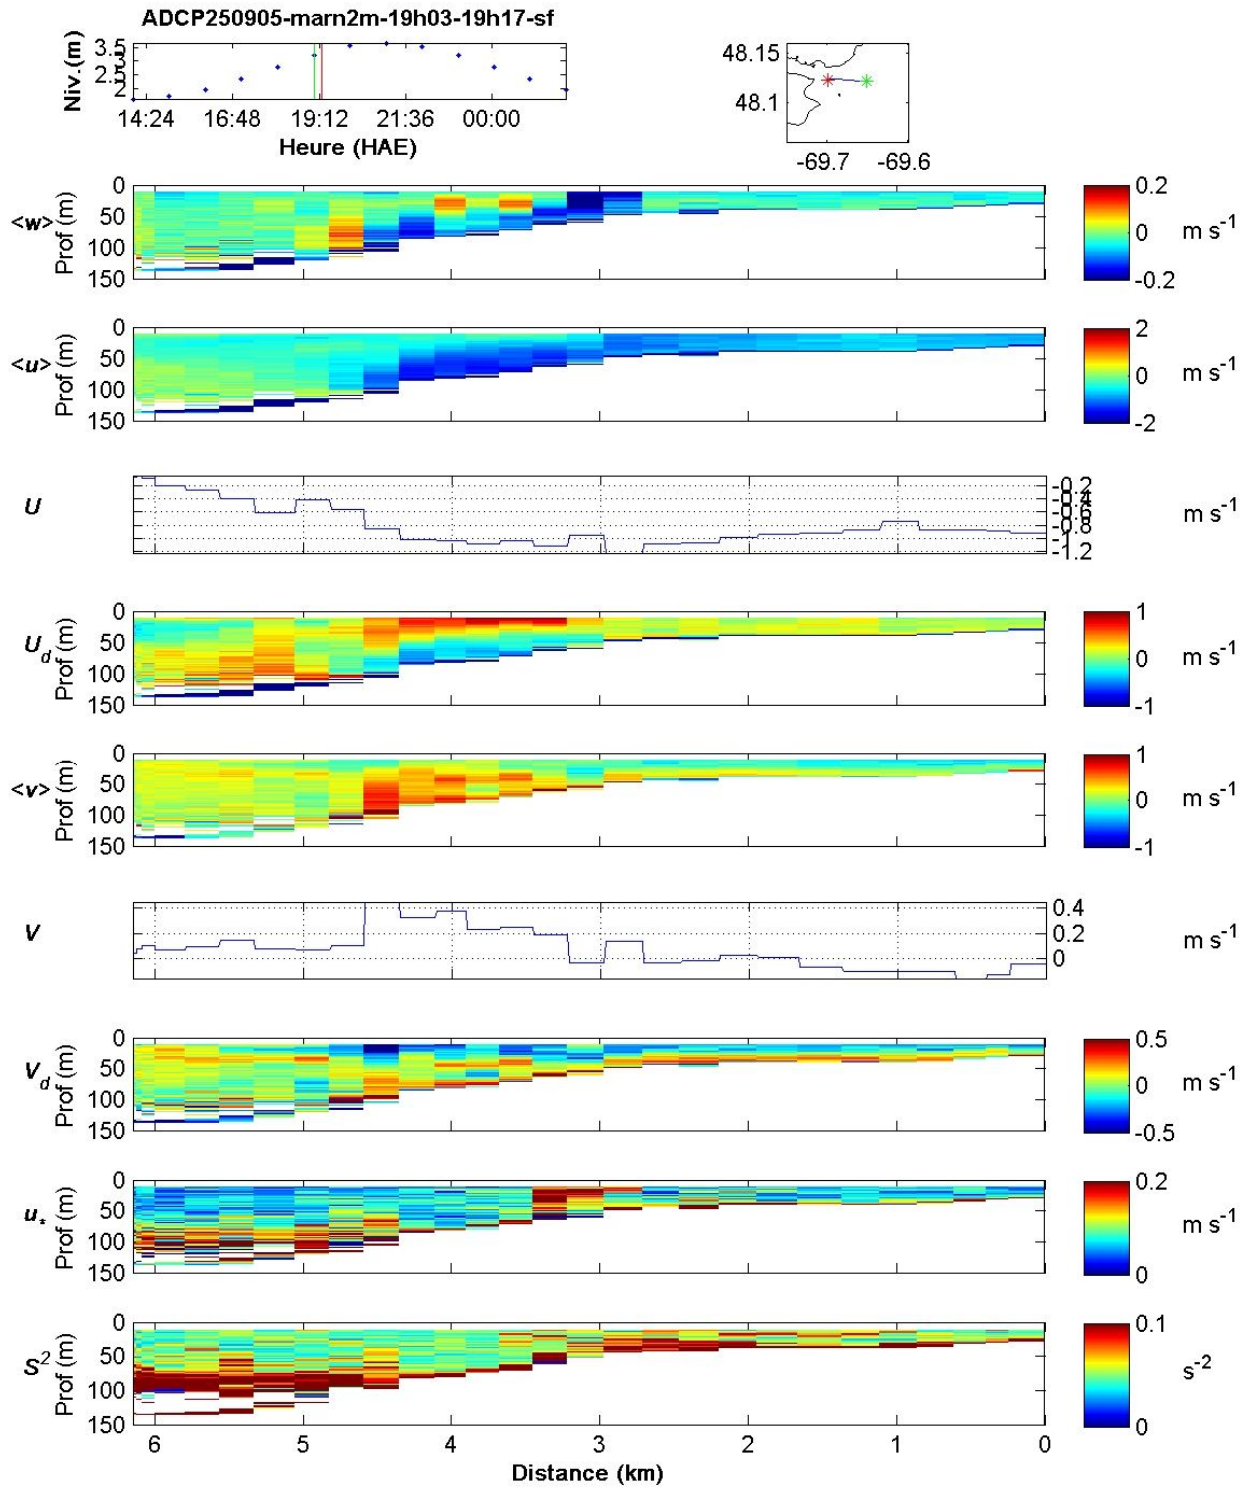 ADCP250905-marn2m-19h03-19h17-sf
Niv.(m)
3.5
3
2.5
2
14:24 16:48 19:12 21:36 00:00
Heure (HAE)
48.15
48.1
-69.7 -69.6
<w>
Prof (m)
0
50
100
150
0.2
0
-0.2
m s-1
<u>
Prof (m)
0
50
100
150
2
0
-2
m s-1
U
-0.2
-0.4
-0.6
-0.8
-1
-1.2
m s-1
Ud
Prof (m)
0
50
100
150
1
0
-1
m s-1
<v>
Prof (m)
0
50
100
150
1
0
-1
m s-1
V
0.4
0.2
0
m s-1
Vd
Prof (m)
0
50
100
150
0.5
0
-0.5
m s-1
u*
Prof (m)
0
50
100
150
0.2
0
m s-1
S2
Prof (m)
0
50
100
150
0.1
0
s-2
6 5 4 3 2 1 0
Distance (km)